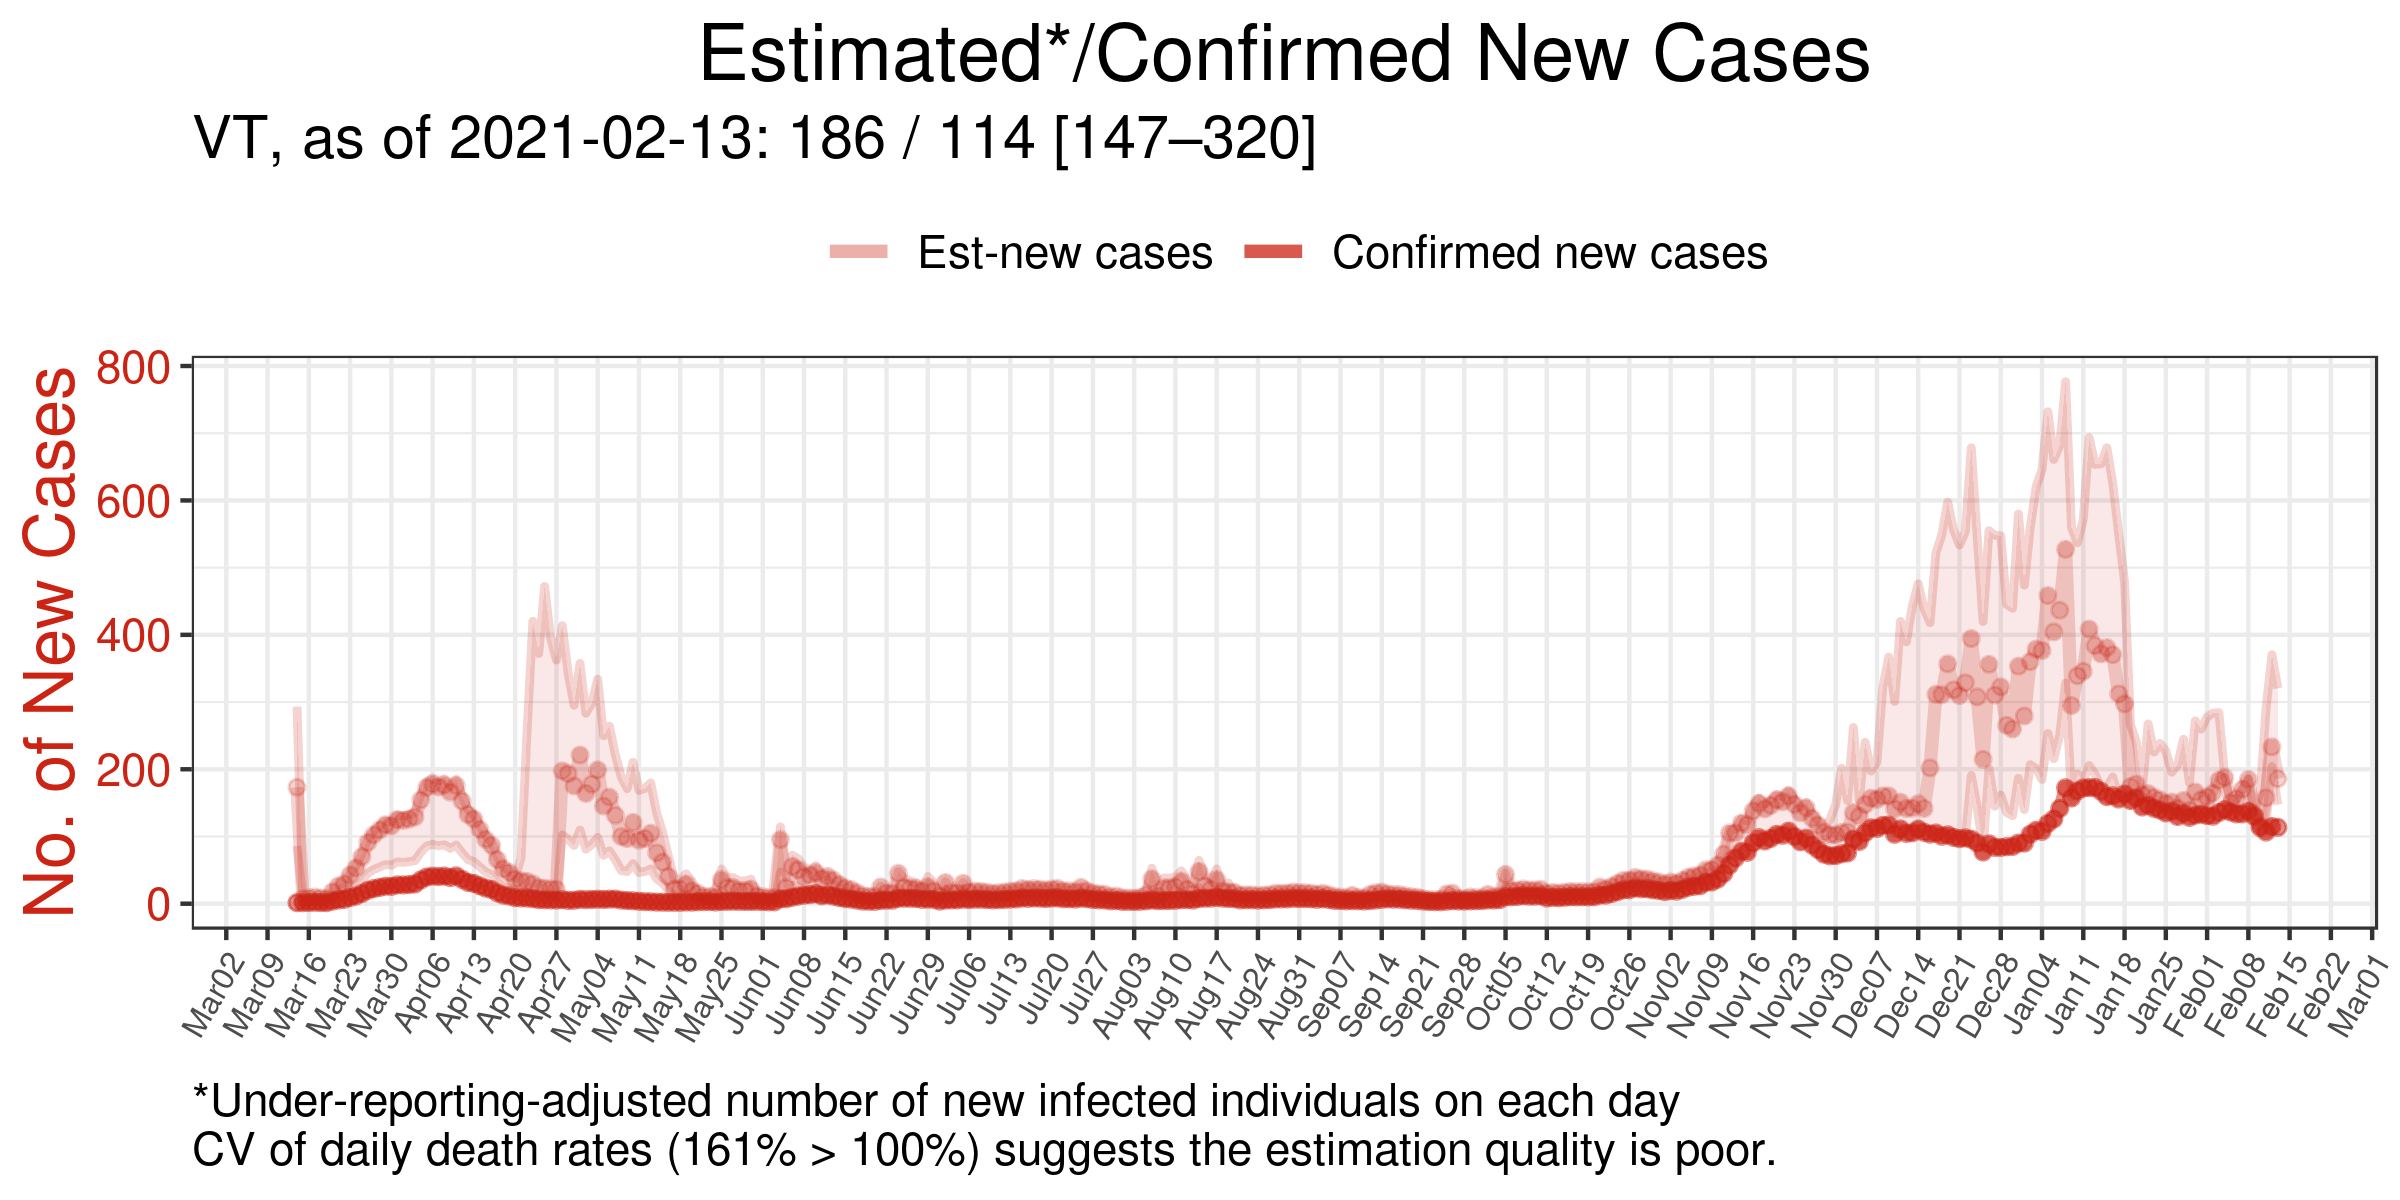 Estimated*/Confirmed New Cases
VT, as of 2021-02-13: 186 / 114 [147–320]
Est-new cases Confirmed new cases
No. of New Cases
800
600
400
200
0
Mar02 Mar09 Mar16 Mar23 Mar30 Apr06 Apr13 Apr20 Apr27 May04 May11 May18 May25 Jun01 Jun08 Jun15 Jun22 Jun29 Jul06 Jul13 Jul20 Jul27 Aug03 Aug10 Aug17 Aug24 Aug31 Sep07 Sep14 Sep21 Sep28 Oct05 Oct12 Oct19 Oct26 Nov02 Nov09 Nov16 Nov23 Nov30 Dec07 Dec14 Dec21 Dec28 Jan04 Jan11 Jan18 Jan25 Feb01 Feb08 Feb15 Feb22 Mar01
*Under-reporting-adjusted number of new infected individuals on each day
CV of daily death rates (161% > 100%) suggests the estimation quality is poor.